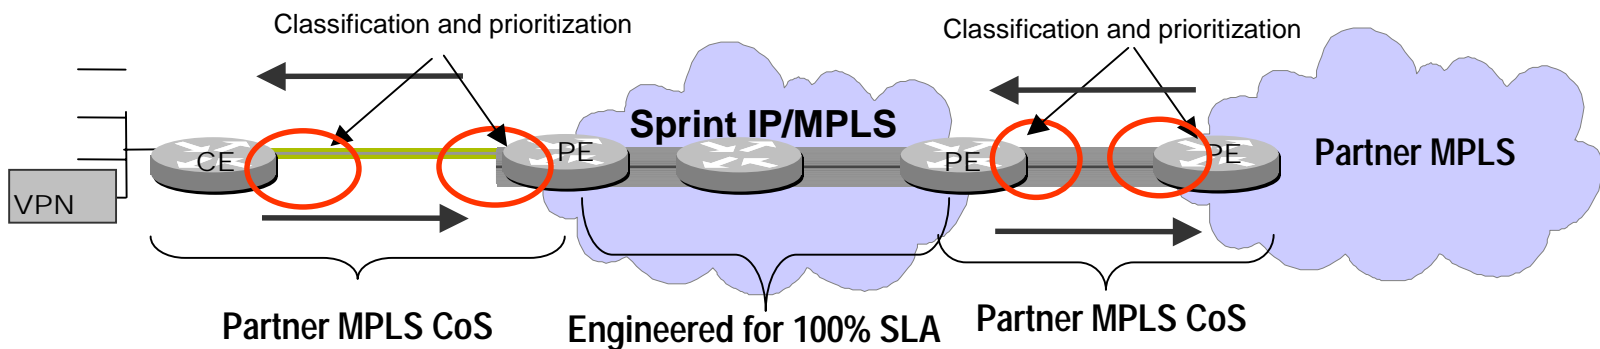 Classification and prioritization
Classification and prioritization
Sprint IP/MPLS
CE
PE
PE
PE
Partner MPLS
VPN
Partner MPLS CoS
Engineered for 100% SLA
Partner MPLS CoS